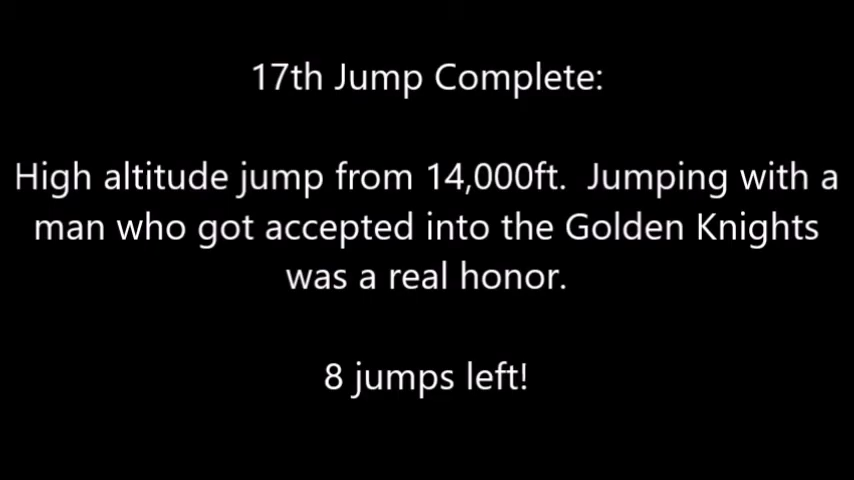 17th Jump Complete:
High altitude jump from 14,000ft.  Jumping with a
man who got accepted into the Golden Knights
was a real honor.
8 jumps left!